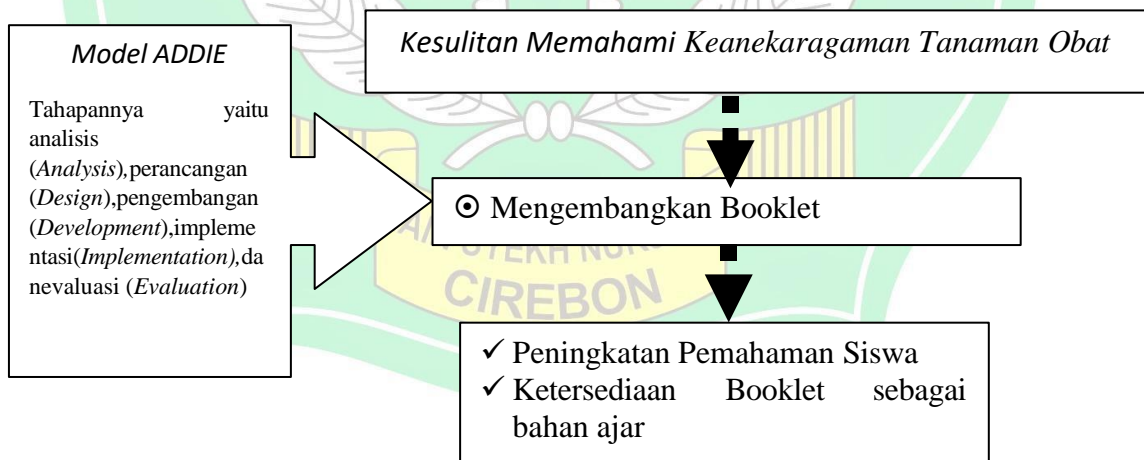 Model ADDIE
Tahapannya yaitu
analisis
(Analysis),perancangan
(Design),pengembangan
(Development),impleme
ntasi(Implementation),da
nevaluasi (Evaluation)
Kesulitan Memahami Keanekaragaman Tanaman Obat
Mengembangkan Booklet
CIREBON
✓ Peningkatan Pemahaman Siswa
✓ Ketersediaan Booklet sebagai
bahan ajar